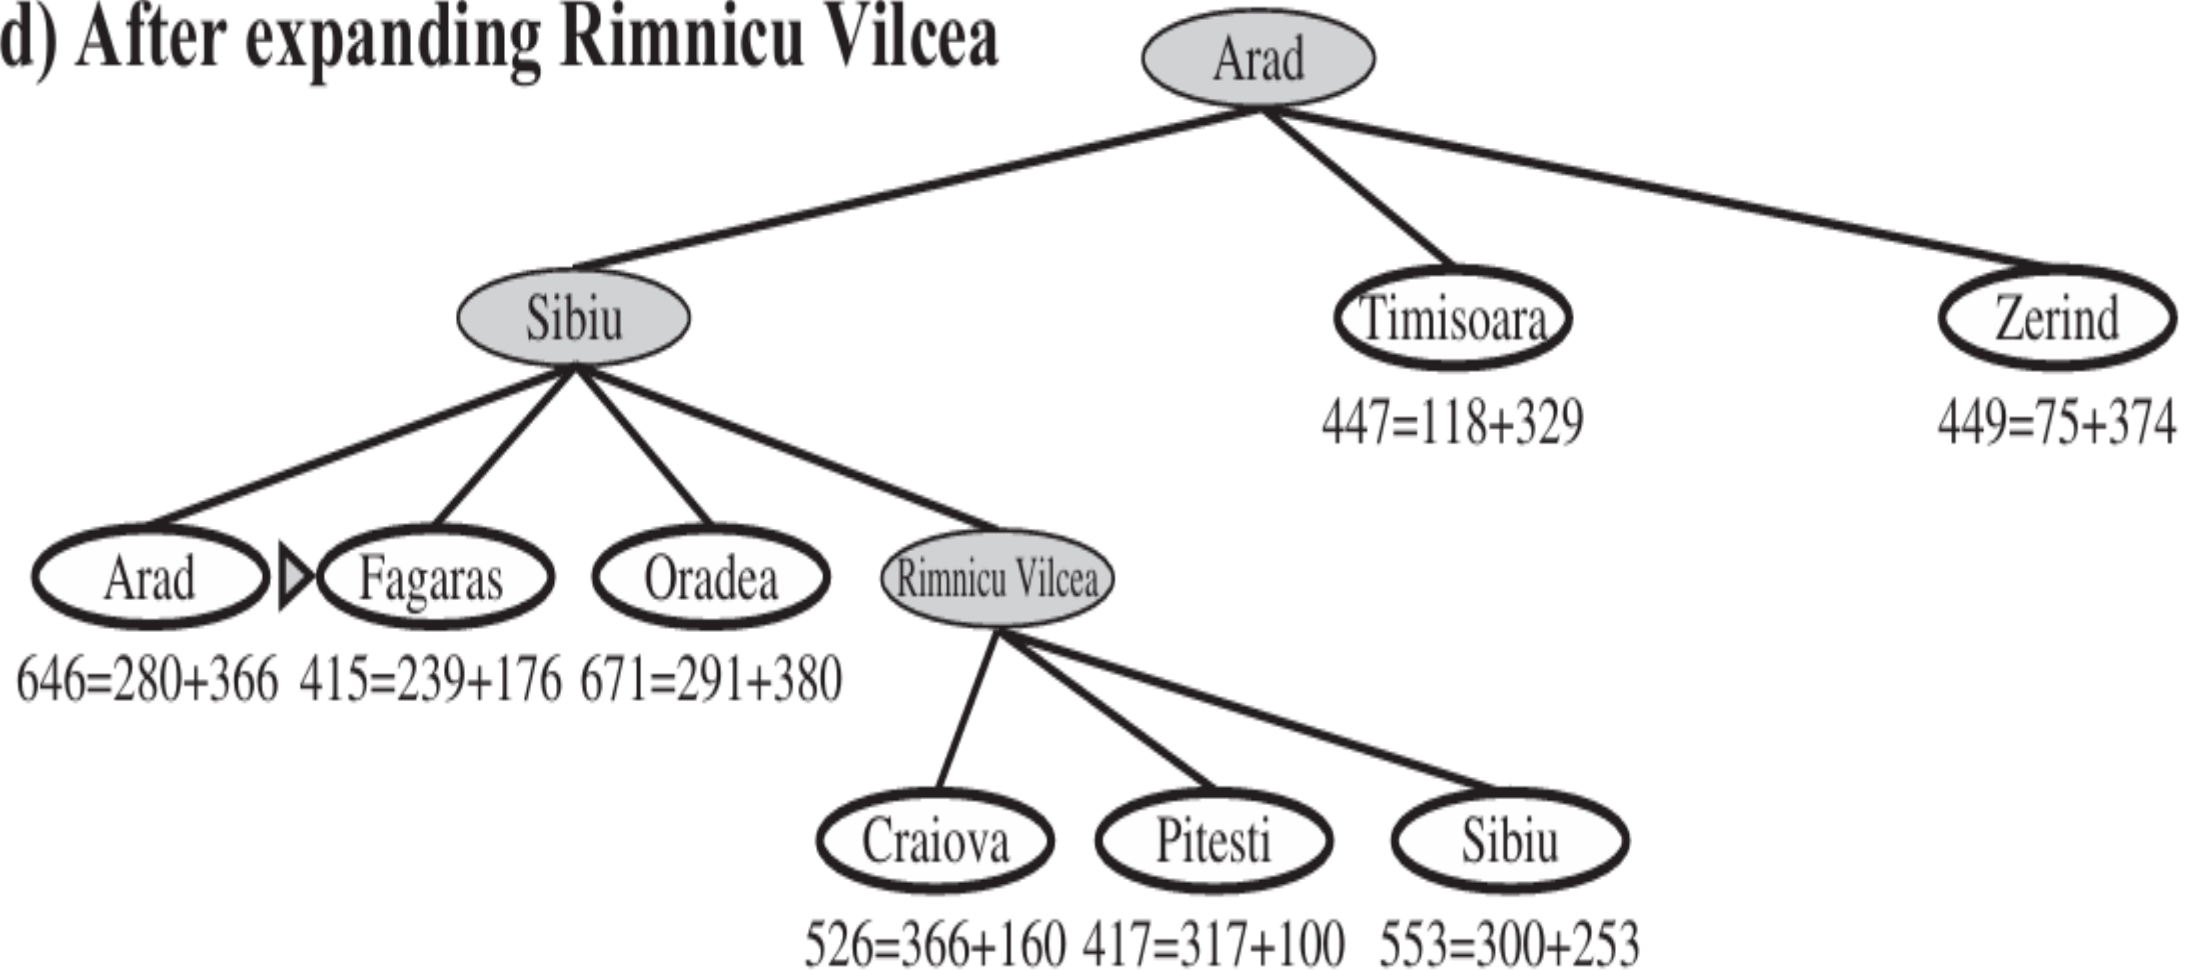 d) After expanding Rimnicu Vilcea
Arad
Sibiu
Timisoara
Zerind
447=118+329
449=75+374
Arad
Fagaras
Oradea
Rimnicu Vilcea
646=280+366
415=239+176
671=291+380
Craiova
Pitesti
Sibiu
526=366+160
417=317+100
553=300+253